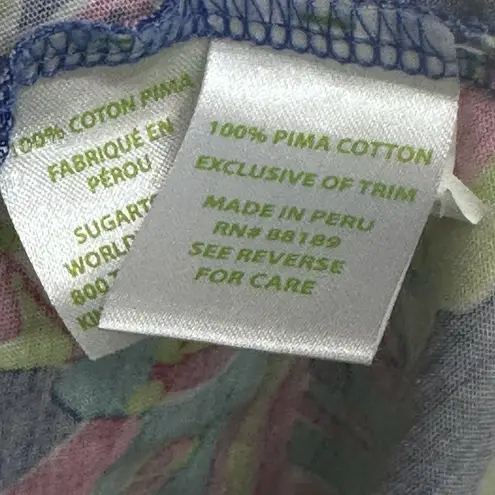 100% COTON PIMA
FABRIQUÉ EN
PÉROU
WORLD
800
100% PIMA COTTON
EXCLUSIVE OF TRIM
MADE IN PERU
RN# 88189
SEE REVERSE
FOR CARE